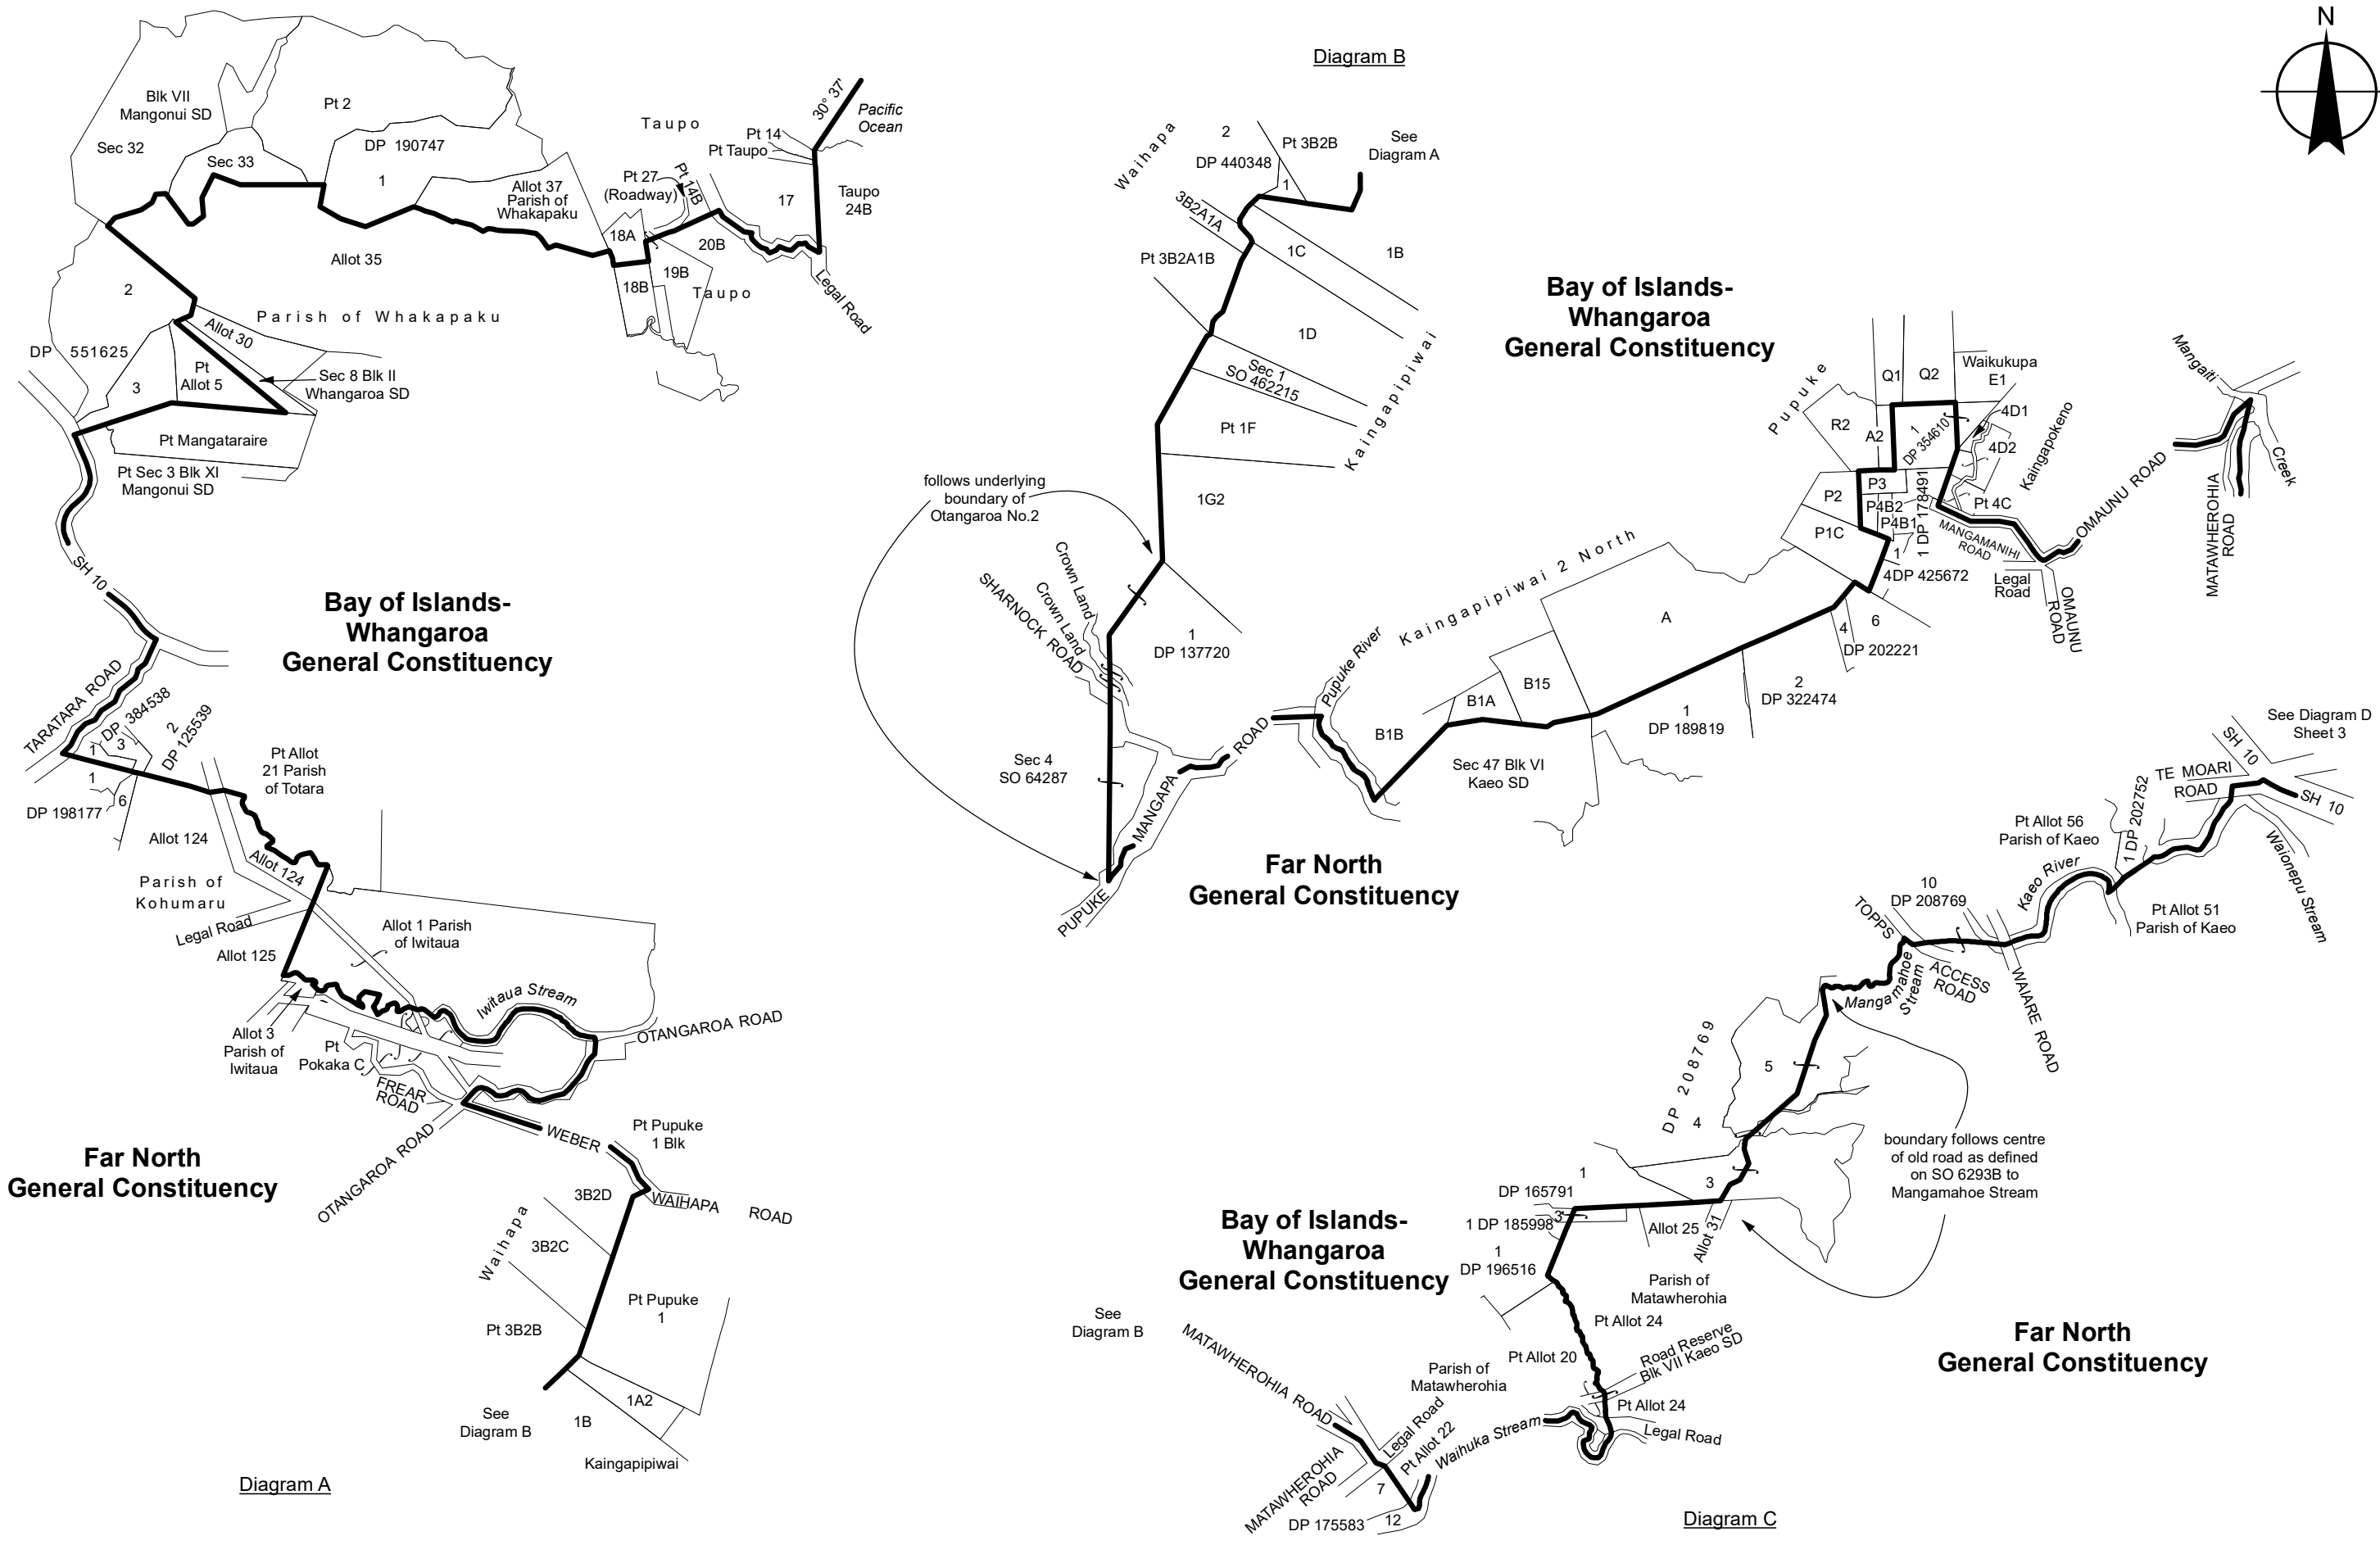 N
Diagram B
Blk VII
Mangonui SD
Sec 32
Pt 2
Sec 33
DP 190747
1
Allot 37
Parish of
Whakapaku
Taupo
Pt 14
Pt Taupo
30° 37'
Pacific
Ocean
Pt 27
(Roadway)
Pt 14B
17
Taupo
24B
18A
20B
19B
18B
Taupo
Legal Road
Allot 35
2
Parish of Whakapaku
Allot 30
DP 551625
3
Pt
Allot 5
Sec 8 Blk II
Whangaroa SD
Pt Mangataraire
Pt Sec 3 Blk XI
Mangonui SD
SH 10
Bay of Islands-
Whangaroa
General Constituency
TARATARA ROAD
DP 384538
1
3
2
DP 125539
1
6
DP 198177
Pt Allot
21 Parish
of Totara
Allot 124
Allot 124
Parish of
Kohumaru
Legal Road
Allot 125
Allot 1 Parish
of Iwitaua
Iwitaua Stream
Allot 3
Parish of
Iwitaua
Pt
Pokaka C
FREAR
ROAD
OTANGAROA ROAD
OTANGAROA ROAD
WEBER
Pt Pupuke
1 Blk
WAIHAPA ROAD
Far North
General Constituency
3B2D
Waihapa
3B2C
Pt 3B2B
Pt Pupuke
1
1A2
1B
See
Diagram B
Kaingapipiwai
Diagram A
Waihapa
2
DP 440348
Pt 3B2B
1
See
Diagram A
3B2A1A
Pt 3B2A1B
1C
1B
1D
Sec 1
SO 462215
Kaingapipiwai
Pt 1F
1G2
follows underlying
boundary of
Otangaroa No.2
Crown Land
Crown Land
SHARNOCK ROAD
1
DP 137720
Sec 4
SO 64287
PUPUKE
MANGAPA
ROAD
Pupuke River
Kaingapipiwai 2 North
B1B
B1A
B15
A
Sec 47 Blk VI
Kaeo SD
1
DP 189819
2
DP 322474
4
6
DP 202221
Bay of Islands-
Whangaroa
General Constituency
Far North
General Constituency
Pupuke
Q1
Q2
Waikukupa
E1
R2
A2
1
DP 354610
4D1
4D2
Kaingapokeno
P3
P2
P4B2
P4B1
P1C
1 DP 178491
Pt 4C
MANGAMANIHI
ROAD
1
4
DP 425672
Legal
Road
OMAUNU
ROAD
OMAUNU ROAD
Mangaiti
Creek
MATAWHEROHIA
ROAD
See Diagram D
Sheet 3
SH 10
TE MOARI
ROAD
SH 10
Waionepu Stream
1 DP 202752
Pt Allot 56
Parish of Kaeo
Kaeo River
Pt Allot 51
Parish of Kaeo
10
DP 208769
TOPPS
ACCESS
ROAD
WAIARE ROAD
Mangamahoe
Stream
DP 208769
5
4
boundary follows centre
of old road as defined
on SO 6293B to
Mangamahoe Stream
1
3
DP 165791
3
1 DP 185998
Allot 25
Allot 31
1
DP 196516
Parish of
Matawherohia
Pt Allot 24
Pt Allot 20
Road Reserve
Blk VII Kaeo SD
Pt Allot 24
Legal Road
Bay of Islands-
Whangaroa
General Constituency
Far North
General Constituency
See
Diagram B
MATAWHEROHIA ROAD
Parish of
Matawherohia
Legal Road
Pt Allot 22
Waihuka Stream
MATAWHEROHIA
ROAD
7
12
DP 175583
Diagram C